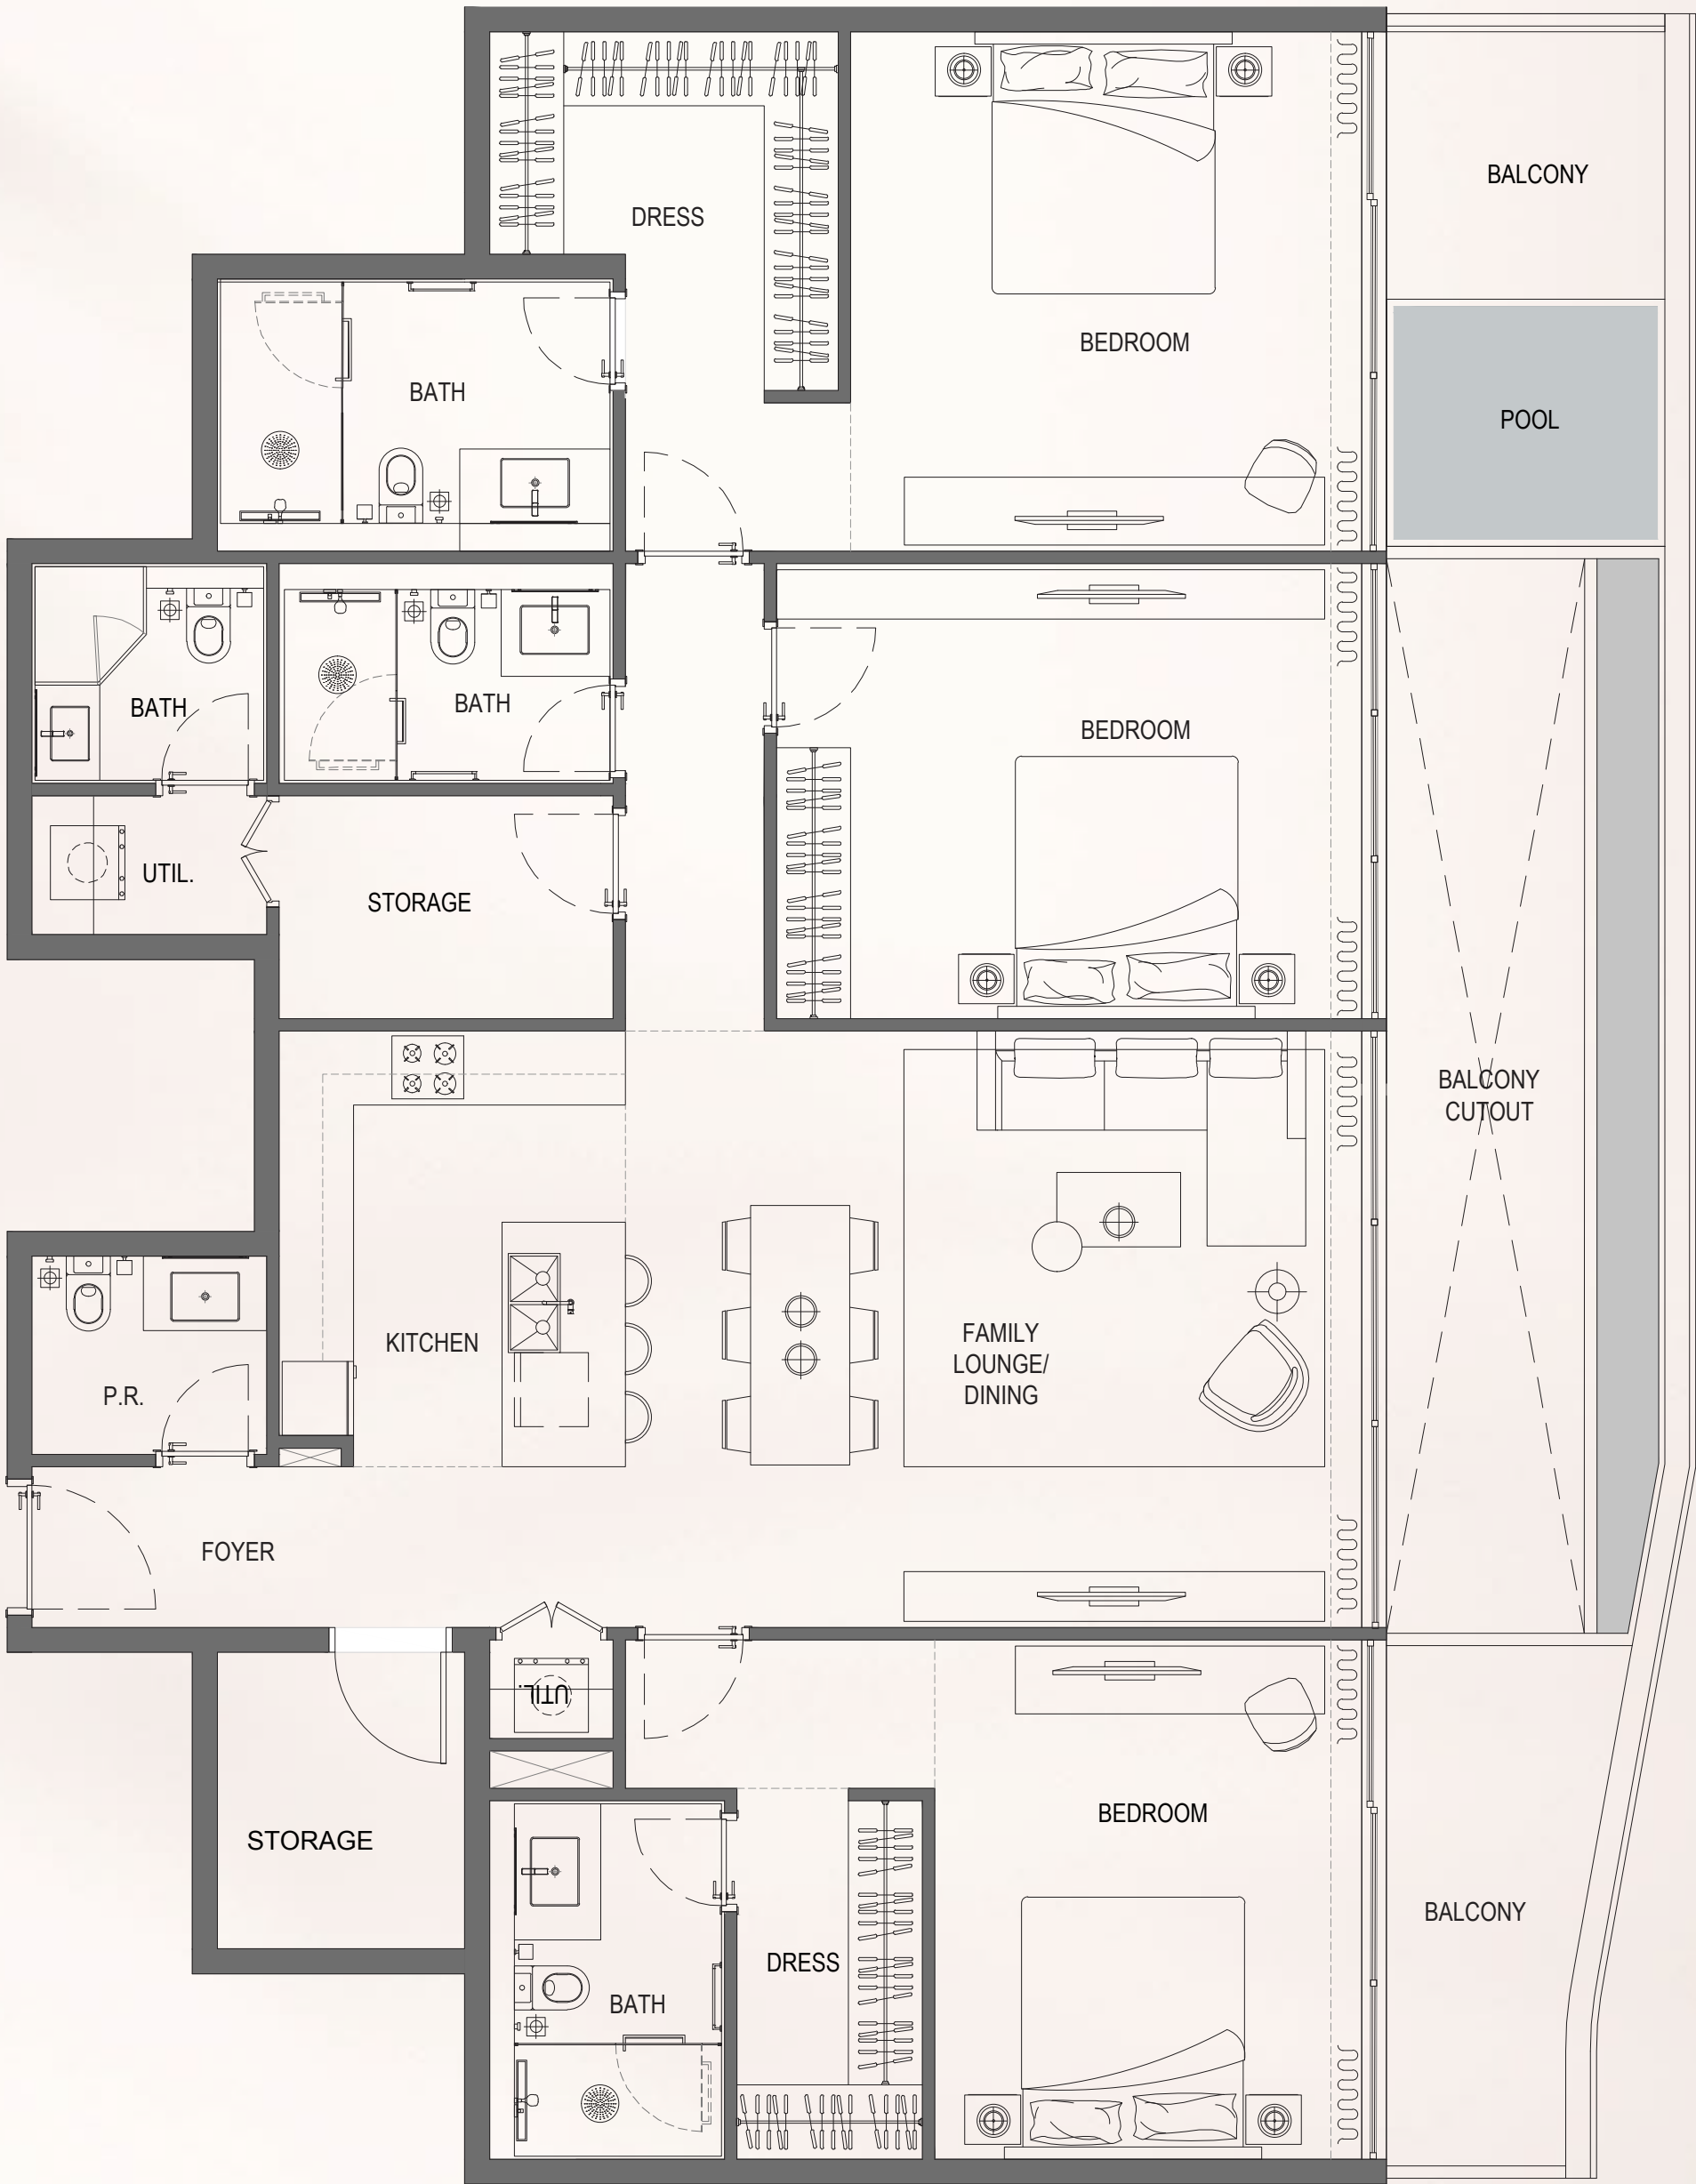 BALCONY
DRESS
BEDROOM
BATH
POOL
BATH
BATH
BEDROOM
UTIL.
STORAGE
BALCONY
CUTOUT
KITCHEN
FAMILY
LOUNGE/
DINING
P.R.
FOYER
UTIL.
STORAGE
BEDROOM
BALCONY
DRESS
BATH